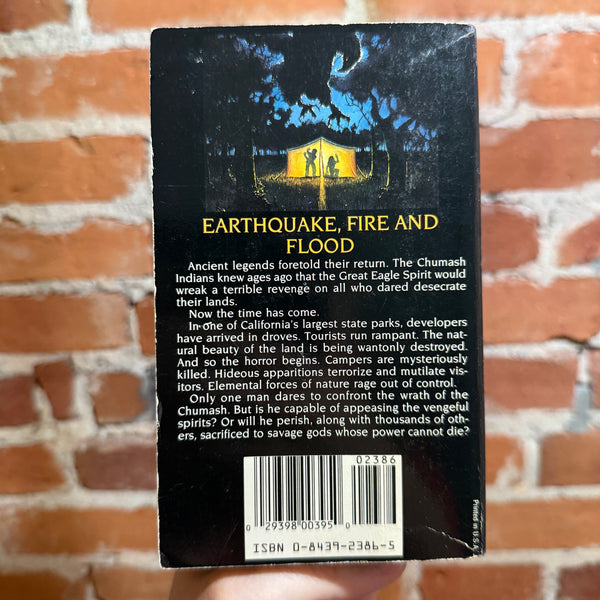 EARTHQUAKE, FIRE AND
FLOOD
Ancient legends foretold their return. The Chumash
Indians knew ages ago that the Great Eagle Spirit would
wreak a terrible revenge on all who dared desecrate
their lands.
Now the time has come.
In one of California's largest state parks, developers
have arrived in droves. Tourists run rampant. The nat-
ural beauty of the land is being wantonly destroyed.
And so the horror begins. Campers are mysteriously
killed. Hideous apparitions terrorize and mutilate vis-
itors. Elemental forces of nature rage out of control.
Only one man dares to confront the wrath of the
Chumash. But is he capable of appeasing the vengeful
spirits? Or will he perish, along with thousands of oth-
ers, sacrificed to savage gods whose power cannot die?
02386
0 29398 00395 0
ISBN 0-8439-2386-5
Printed in U.S.A.